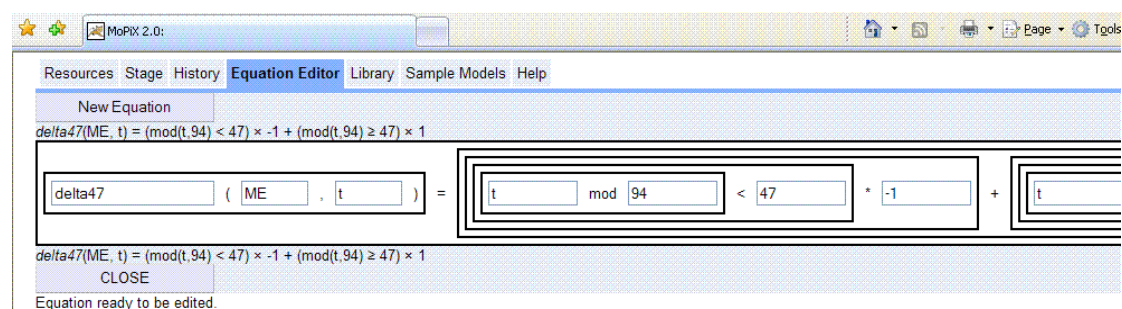 MoPiX 2.0: Page Tools
Resources Stage History Equation Editor Library Sample Models Help
New Equation
delta47(ME, t) = (mod(t,94) < 47) × -1 + (mod(t,94) ≥ 47) × 1
delta47 ( ME , t ) = t mod 94 < 47 * -1 + t
delta47(ME, t) = (mod(t,94) < 47) × -1 + (mod(t,94) ≥ 47) × 1
CLOSE
Equation ready to be edited.